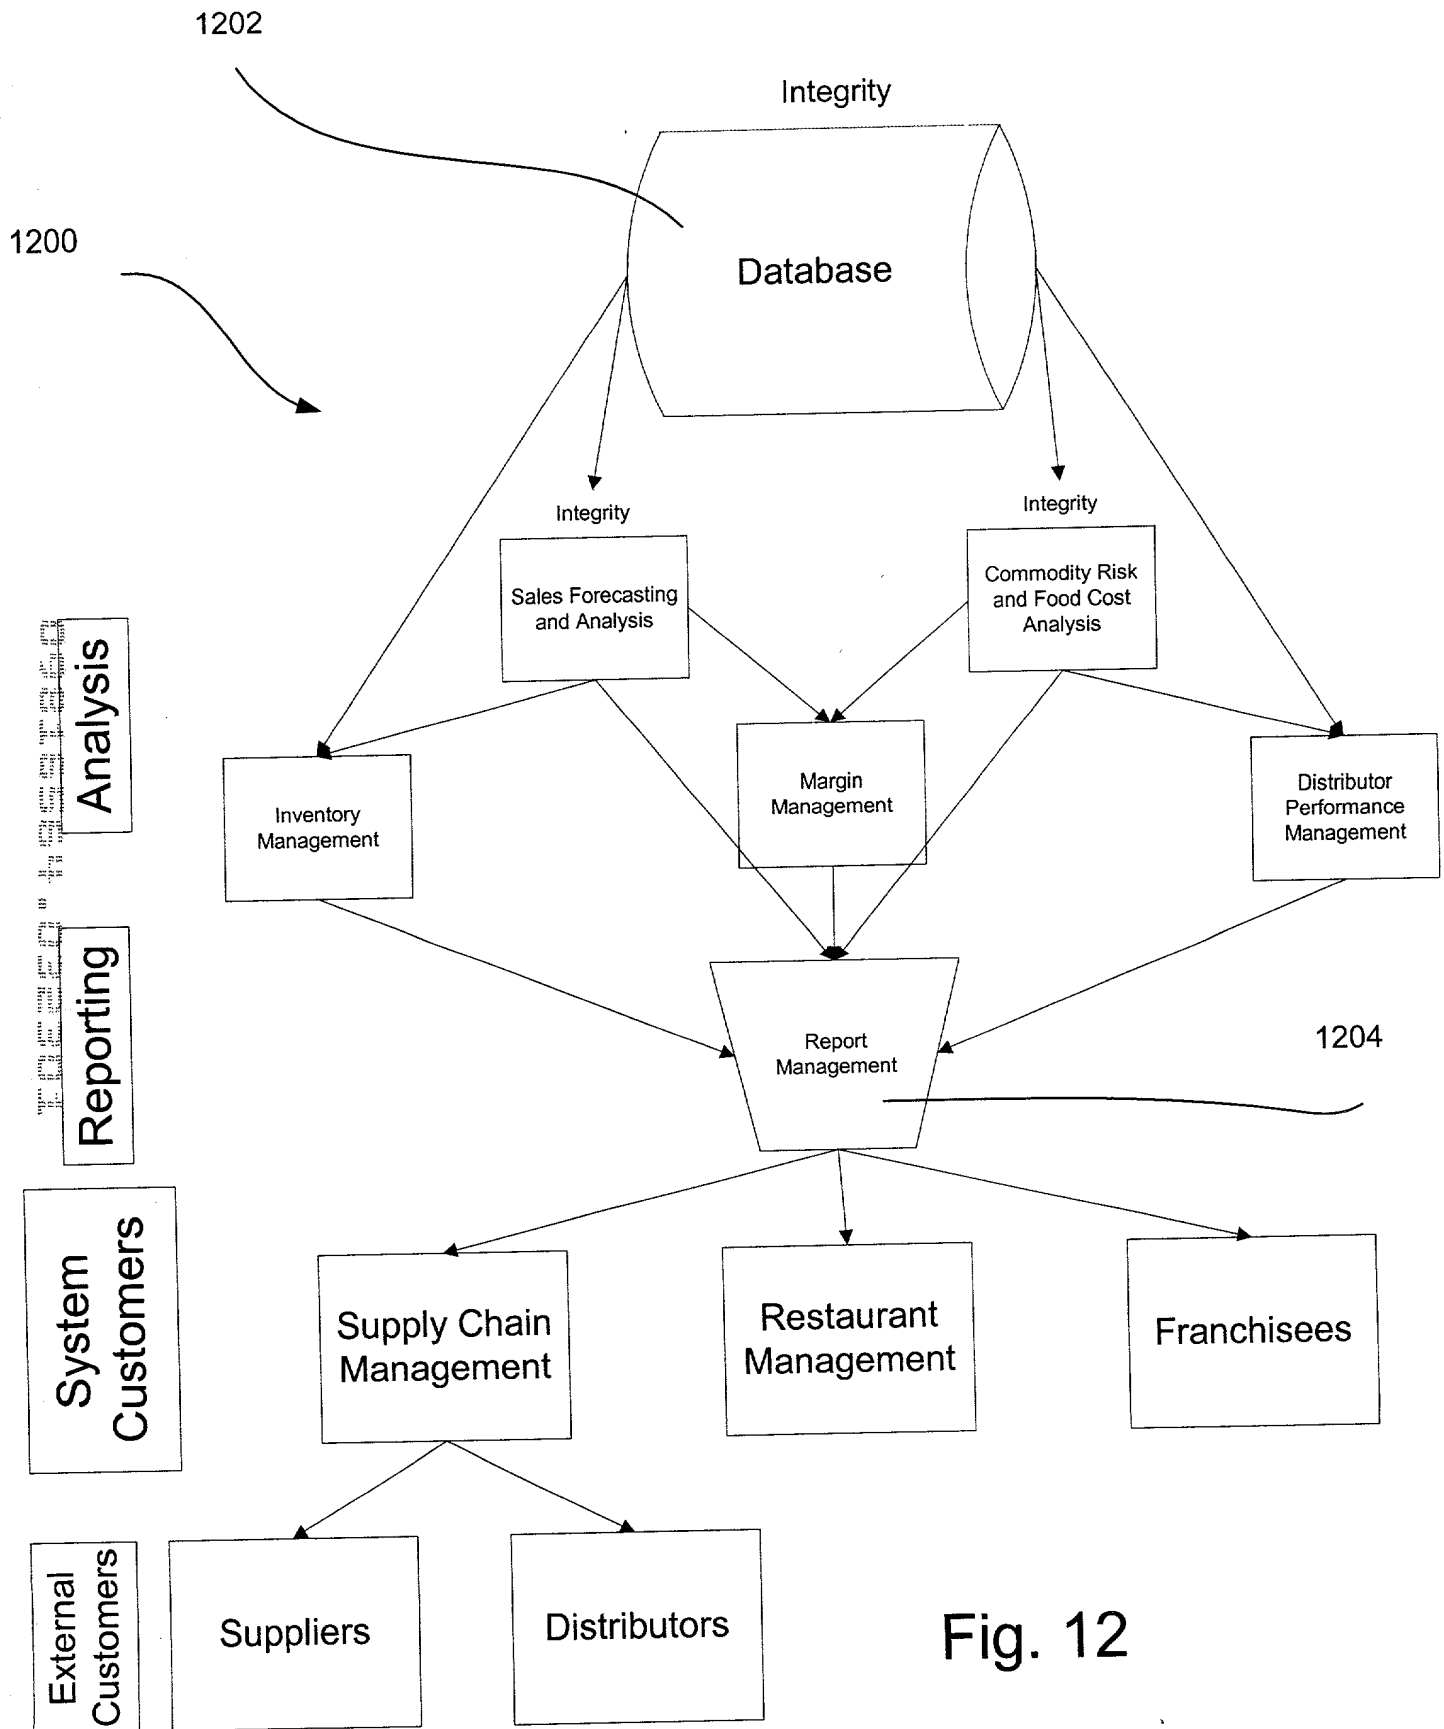 1202
Integrity
1200
Database
Integrity
Integrity
Sales Forecasting
and Analysis
Commodity Risk
and Food Cost
Analysis
Analysis
Inventory
Management
Margin
Management
Distributor
Performance
Management
Reporting
Report
Management
1204
System
Customers
Supply Chain
Management
Restaurant
Management
Franchisees
External
Customers
Suppliers
Distributors
Fig. 12